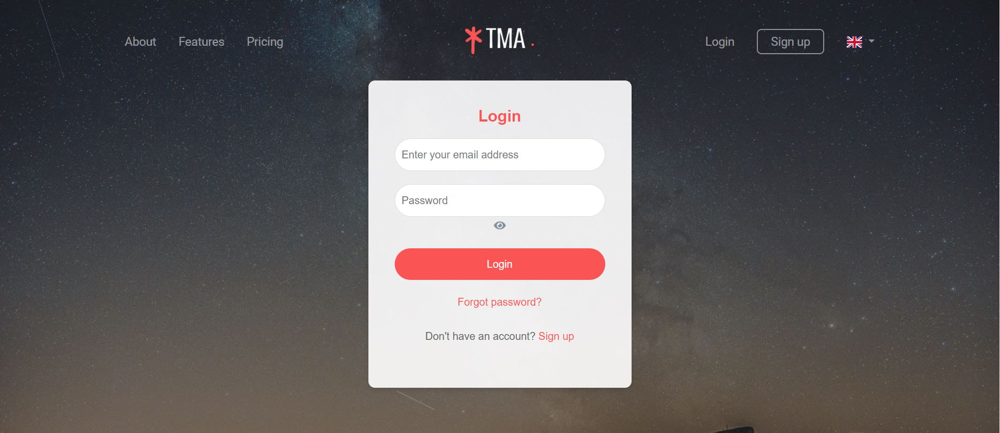 About Features Pricing TMA . Login Sign up
Login
Enter your email address
Password
Login
Forgot password?
Don't have an account? Sign up